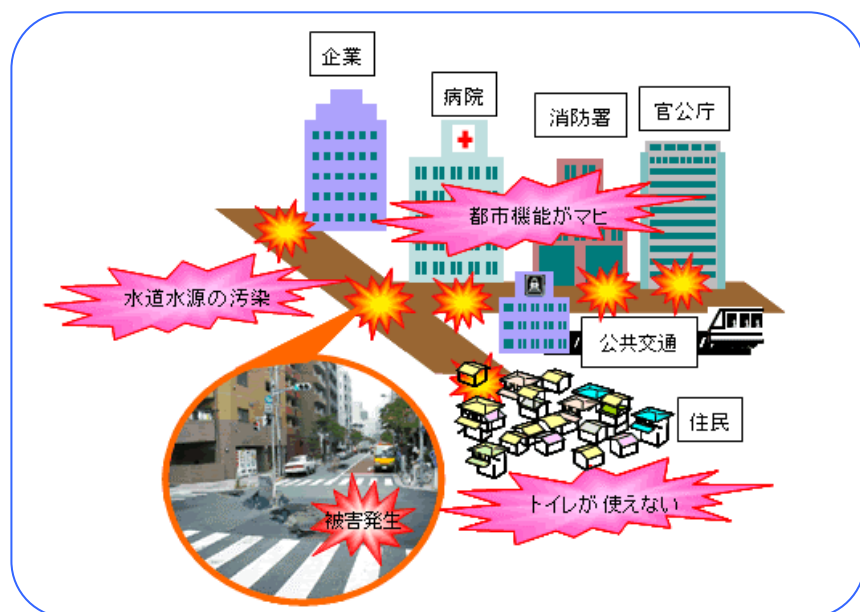 企業
病院
消防署
官公庁
都市機能がマヒ
水道水源の汚染
公共交通
住民
トイレが使えない
被害発生